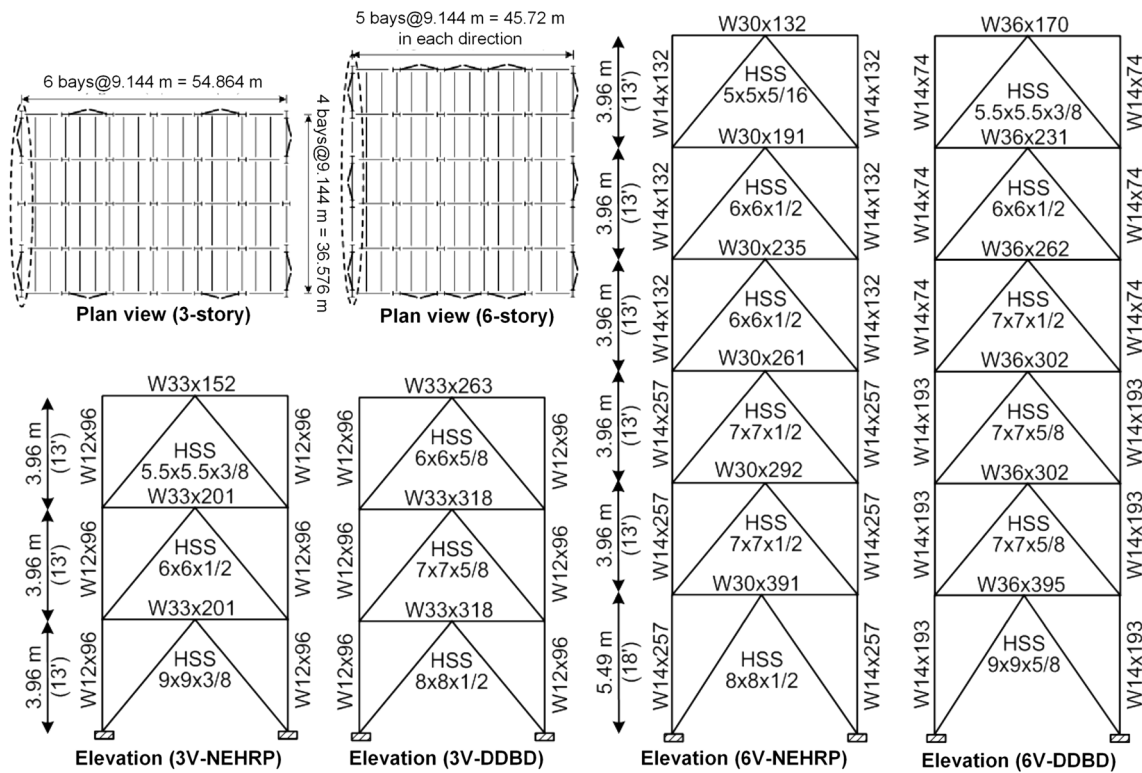 6 bays@9.144 m = 54.864 m
4 bays@9.144 m = 36.576 m
Plan view (3-story)
5 bays@9.144 m = 45.72 m
in each direction
Plan view (6-story)
W33x152
3.96 m
(13')
W12x96
HSS
5.5x5.5x3/8
W12x96
W33x201
3.96 m
(13')
W12x96
HSS
6x6x1/2
W12x96
W33x201
3.96 m
(13')
W12x96
HSS
9x9x3/8
W12x96
Elevation (3V-NEHRP)
W33x263
W12x96
HSS
6x6x5/8
W12x96
W33x318
W12x96
HSS
7x7x5/8
W12x96
W33x318
W12x96
HSS
8x8x1/2
W12x96
Elevation (3V-DDBD)
W30x132
3.96 m
(13')
W14x132
HSS
5x5x5/16
W14x132
W30x191
3.96 m
(13')
W14x132
HSS
6x6x1/2
W14x132
W30x235
3.96 m
(13')
W14x132
HSS
6x6x1/2
W14x132
W30x261
3.96 m
(13')
W14x257
HSS
7x7x1/2
W14x257
W30x292
3.96 m
(13')
W14x257
HSS
7x7x1/2
W14x257
W30x391
5.49 m
(18')
W14x257
HSS
8x8x1/2
W14x257
Elevation (6V-NEHRP)
W36x170
W14x74
HSS
5.5x5.5x3/8
W14x74
W36x231
W14x74
HSS
6x6x1/2
W14x74
W36x262
W14x74
HSS
7x7x1/2
W14x74
W36x302
W14x193
HSS
7x7x5/8
W14x193
W36x302
W14x193
HSS
7x7x5/8
W14x193
W36x395
W14x193
HSS
9x9x5/8
W14x193
Elevation (6V-DDBD)